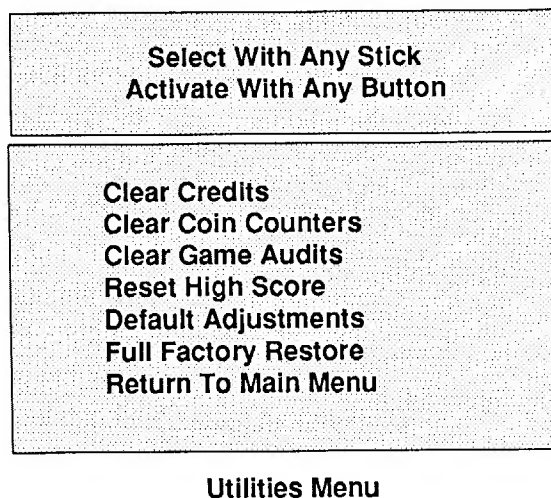 Select With Any Stick
Activate With Any Button
Clear Credits
Clear Coin Counters
Clear Game Audits
Reset High Score
Default Adjustments
Full Factory Restore
Return To Main Menu
Utilities Menu